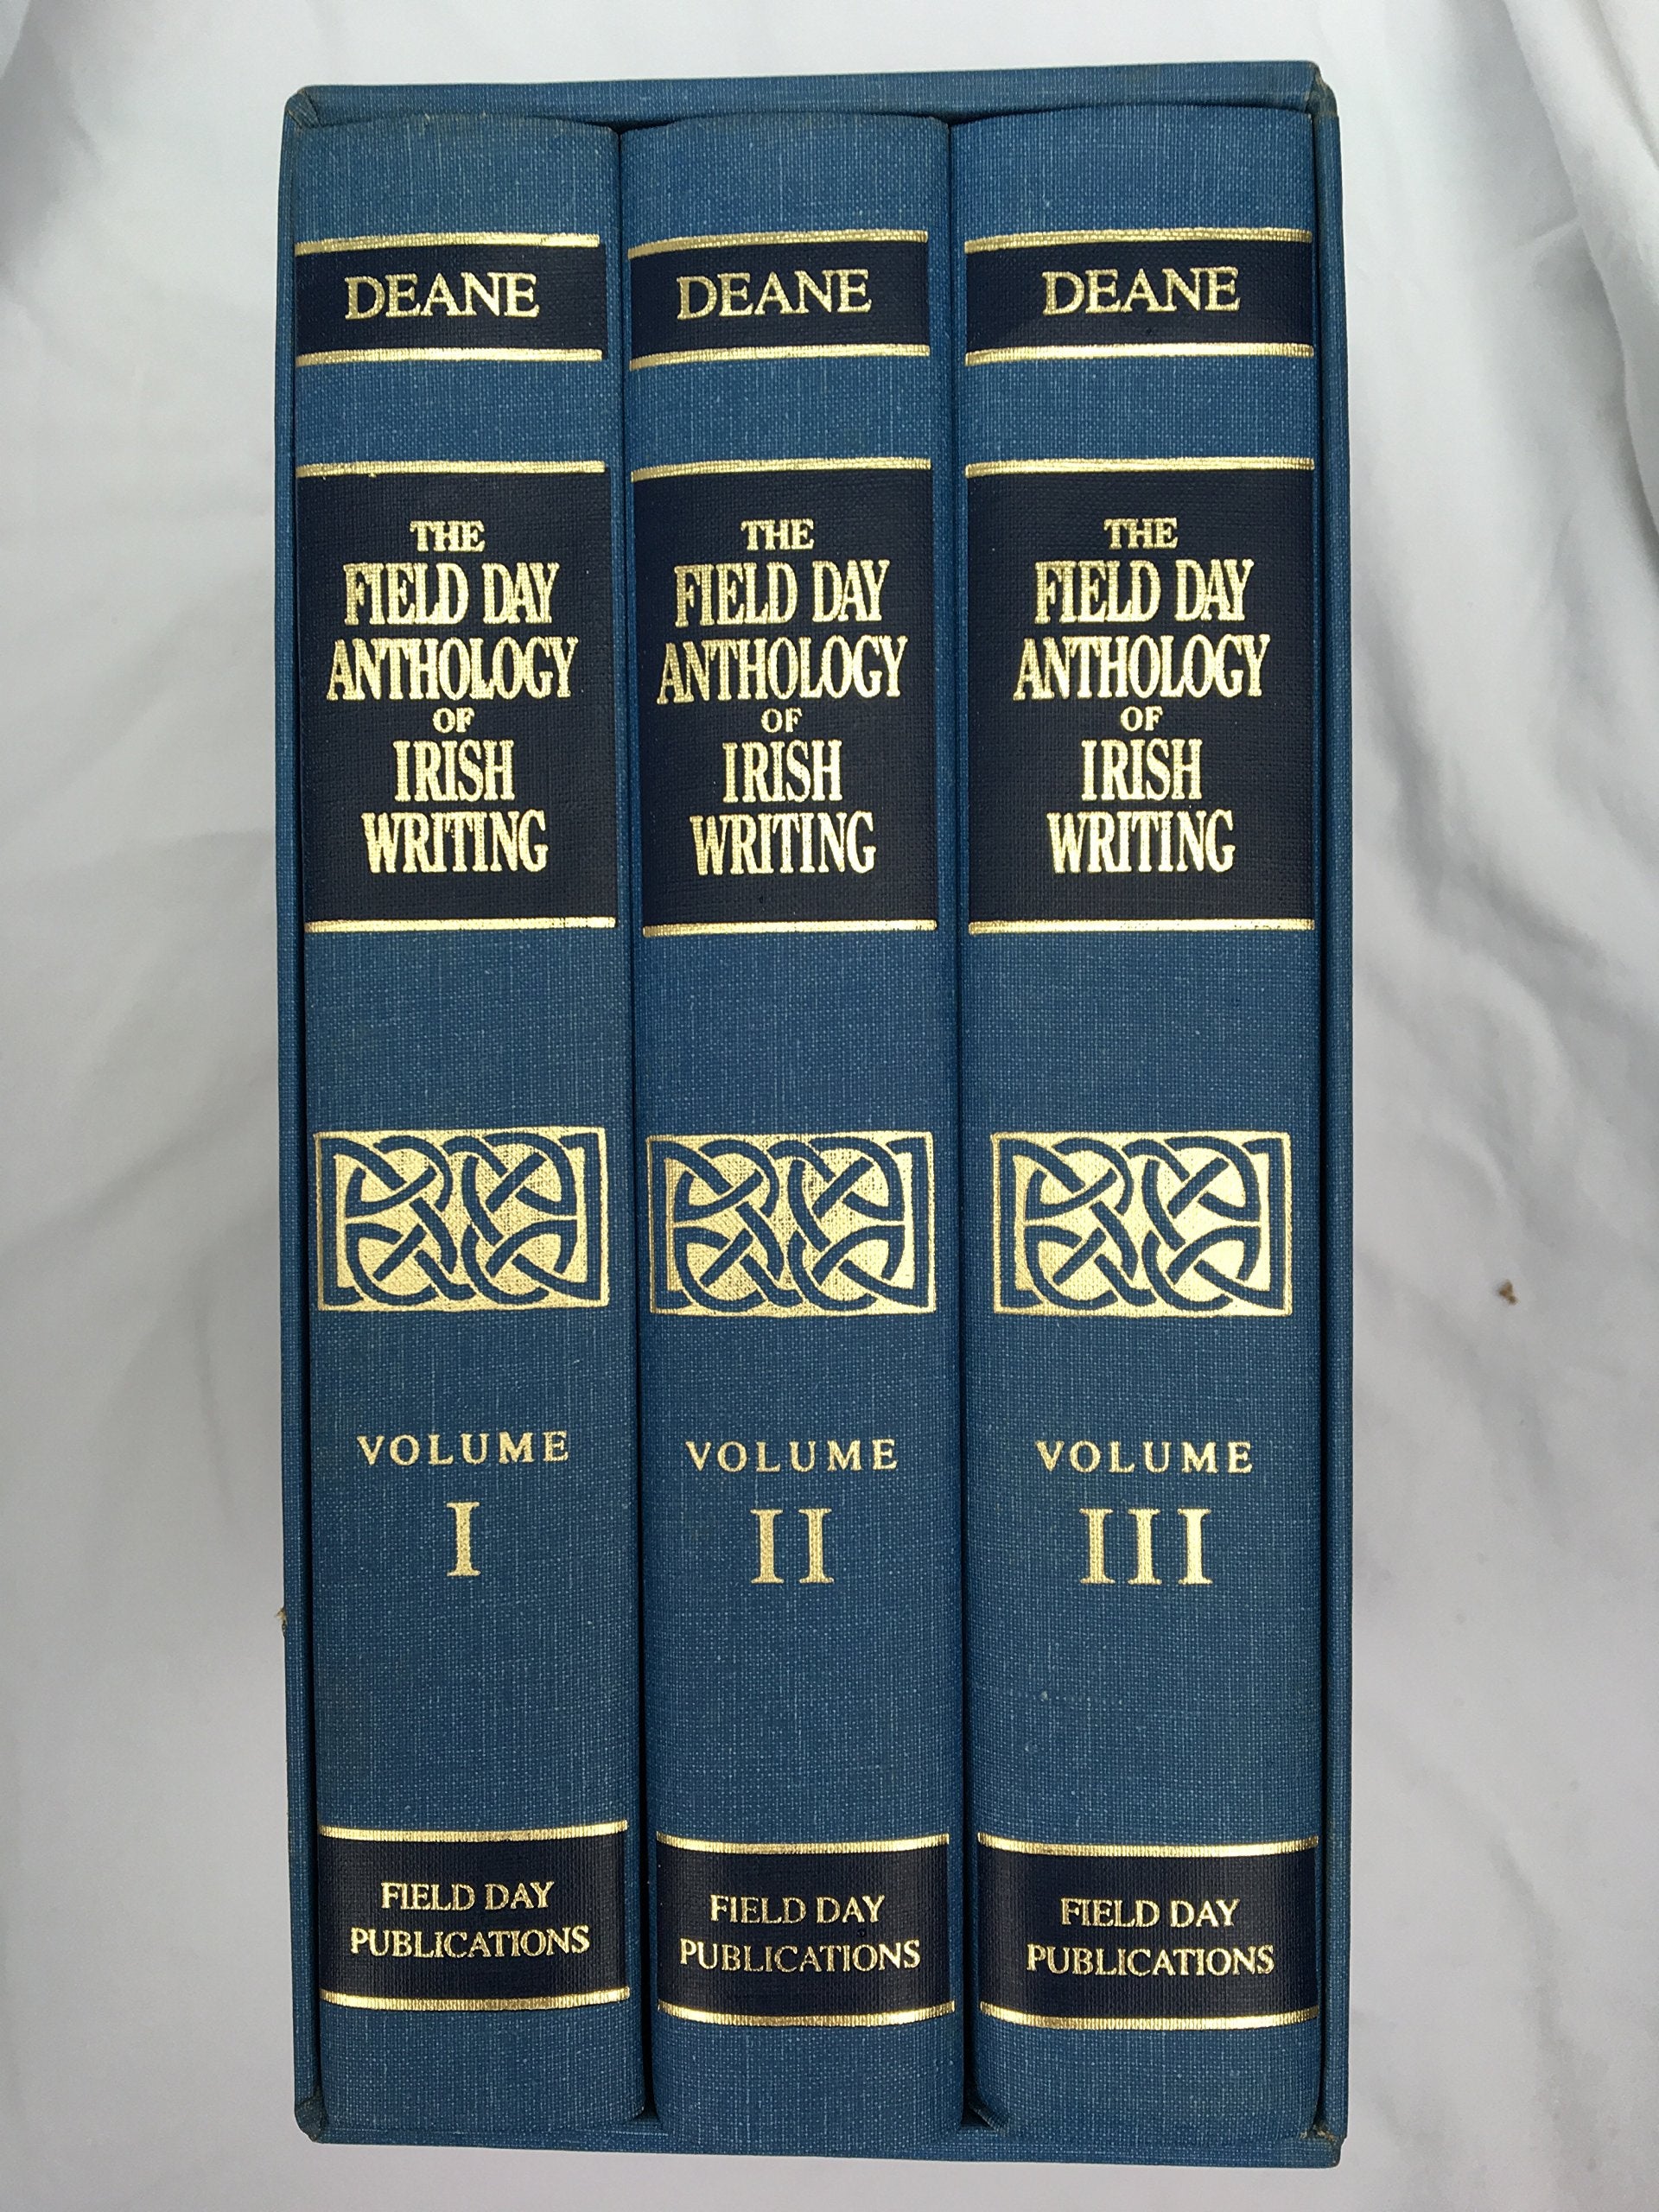 DEANE
THE
FIELD DAY
ANTHOLOGY
OF
IRISH
WRITING
VOLUME
I
FIELD DAY
PUBLICATIONS
DEANE
THE
FIELD DAY
ANTHOLOGY
OF
IRISH
WRITING
VOLUME
II
FIELD DAY
PUBLICATIONS
DEANE
THE
FIELD DAY
ANTHOLOGY
OF
IRISH
WRITING
VOLUME
III
FIELD DAY
PUBLICATIONS